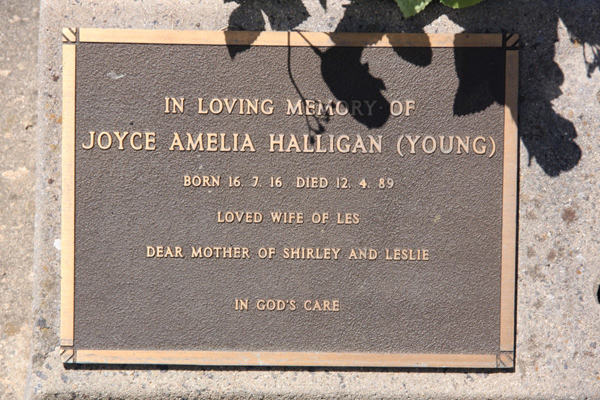 IN LOVING MEMORY OF
JOYCE AMELIA HALLIGAN (YOUNG)
BORN 16. 7. 16 DIED 12. 4. 89
LOVED WIFE OF LES
DEAR MOTHER OF SHIRLEY AND LESLIE
IN GOD'S CARE